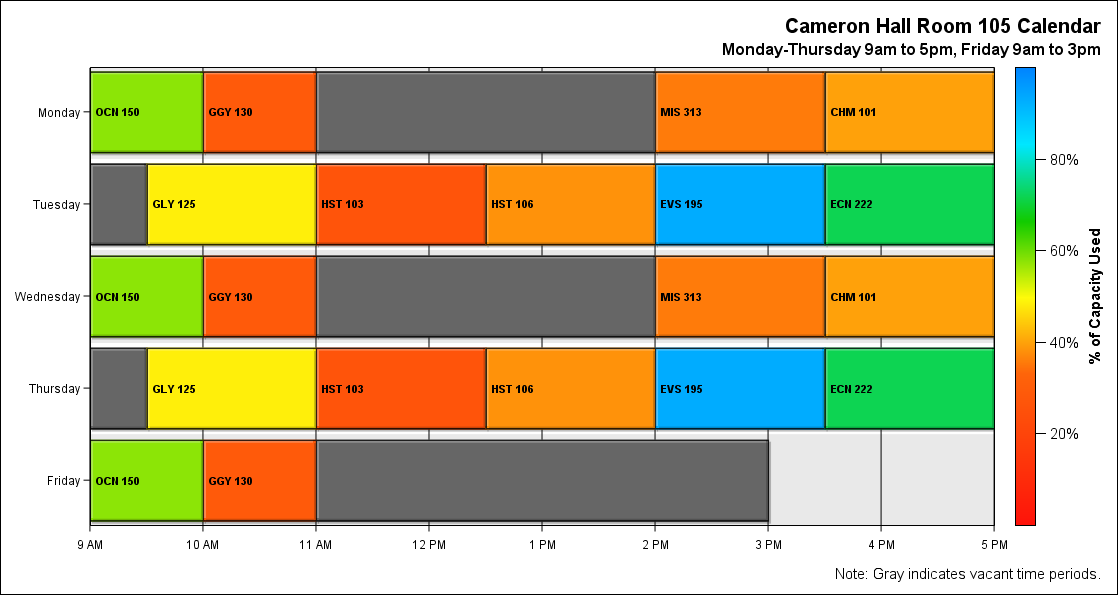 Cameron Hall Room 105 Calendar
Monday-Thursday 9am to 5pm, Friday 9am to 3pm
Monday
OCN 150
GGY 130
MIS 313
CHM 101
Tuesday
GLY 125
HST 103
HST 106
EVS 195
ECN 222
Wednesday
OCN 150
GGY 130
MIS 313
CHM 101
Thursday
GLY 125
HST 103
HST 106
EVS 195
ECN 222
Friday
OCN 150
GGY 130
9 AM
10 AM
11 AM
12 PM
1 PM
2 PM
3 PM
4 PM
5 PM
80%
60%
40%
20%
% of Capacity Used
Note: Gray indicates vacant time periods.